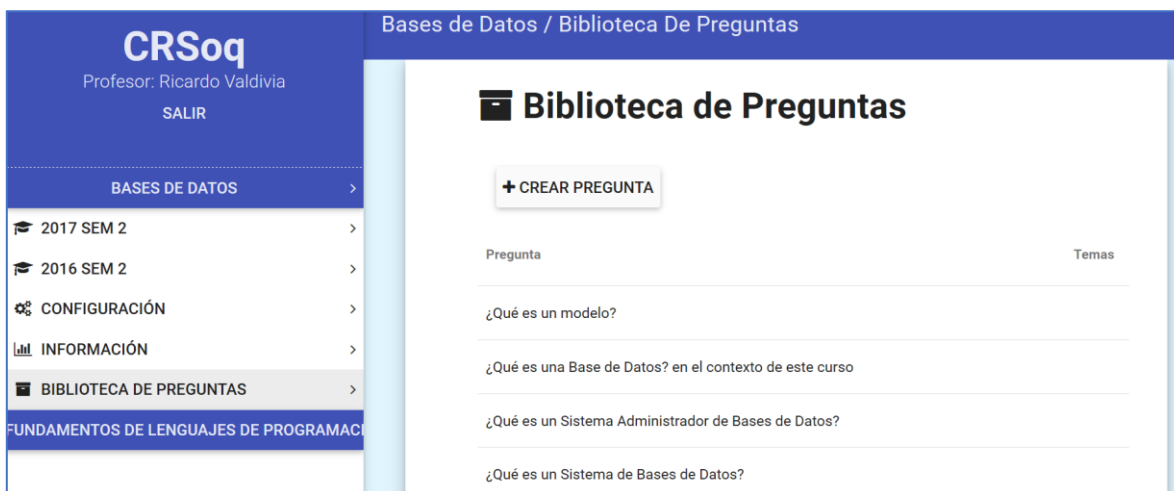 CRSoq
Profesor: Ricardo Valdivia
SALIR
BASES DE DATOS
2017 SEM 2
2016 SEM 2
CONFIGURACIÓN
INFORMACIÓN
BIBLIOTECA DE PREGUNTAS
FUNDAMENTOS DE LENGUAJES DE PROGRAMACI
Bases de Datos / Biblioteca De Preguntas
Biblioteca de Preguntas
+ CREAR PREGUNTA
Pregunta Temas
¿Qué es un modelo?
¿Qué es una Base de Datos? en el contexto de este curso
¿Qué es un Sistema Administrador de Bases de Datos?
¿Qué es un Sistema de Bases de Datos?